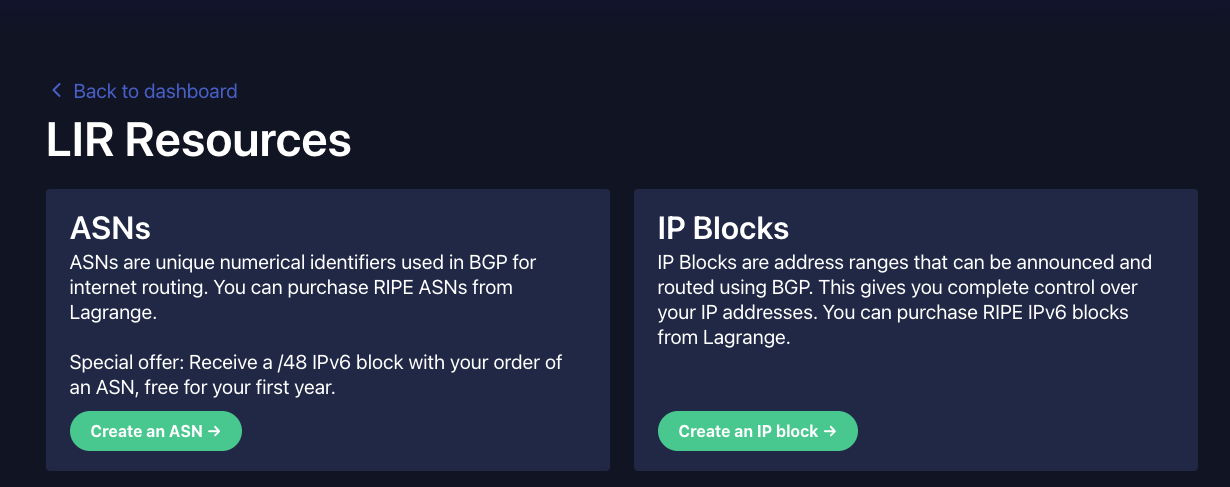 Back to dashboard
LIR Resources
ASNs
ASNs are unique numerical identifiers used in BGP for
internet routing. You can purchase RIPE ASNs from
Lagrange.
Special offer: Receive a /48 IPv6 block with your order of
an ASN, free for your first year.
Create an ASN →
IP Blocks
IP Blocks are address ranges that can be announced and
routed using BGP. This gives you complete control over
your IP addresses. You can purchase RIPE IPv6 blocks
from Lagrange.
Create an IP block →